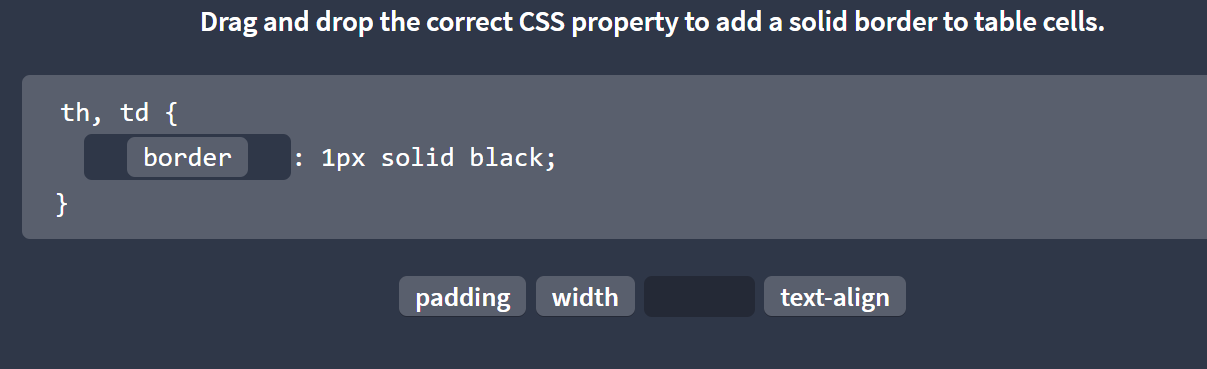 Drag and drop the correct CSS property to add a solid border to table cells.
th, td {
border : 1px solid black;
}
padding width text-align